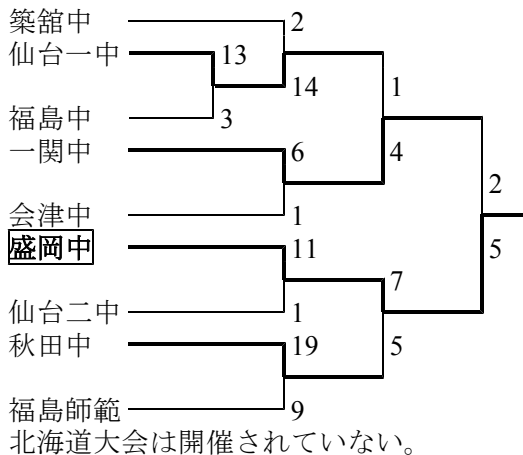 築舘中
2
仙台一中
13
14
1
福島中
3
一関中
6
4
2
会津中
1
盛岡中
11
5
7
仙台二中
1
秋田中
19
5
福島師範
9
北海道大会は開催されていない。